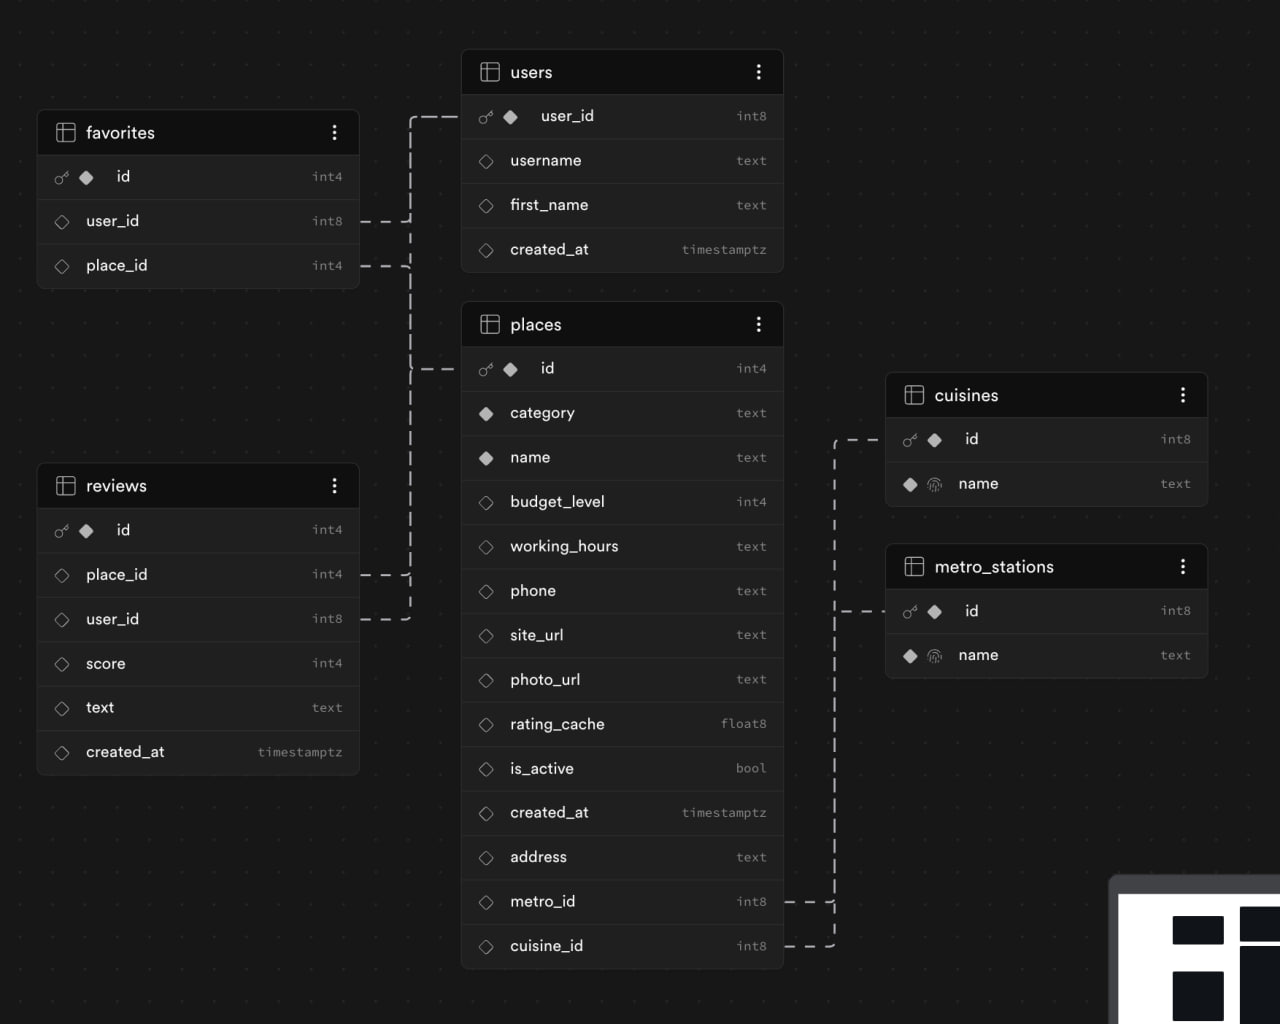 favorites
id int4
user_id int8
place_id int4
users
user_id int8
username text
first_name text
created_at timestamptz
reviews
id int4
place_id int4
user_id int8
score int4
text text
created_at timestamptz
places
id int4
category text
name text
budget_level int4
working_hours text
phone text
site_url text
photo_url text
rating_cache float8
is_active bool
created_at timestamptz
address text
metro_id int8
cuisine_id int8
cuisines
id int8
name text
metro_stations
id int8
name text